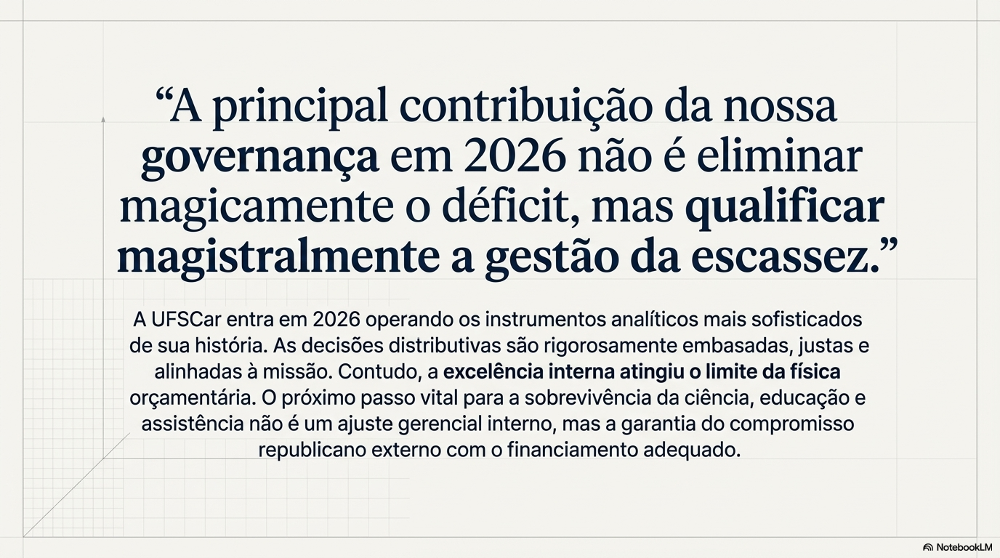 “A principal contribuição da nossa
governança em 2026 não é eliminar
magicamente o déficit, mas qualificar
magistralmente a gestão da escassez.”
A UFSCar entra em 2026 operando os instrumentos analíticos mais sofisticados
de sua história. As decisões distributivas são rigorosamente embasadas, justas e
alinhadas à missão. Contudo, a excelência interna atingiu o limite da física
orçamentária. O próximo passo vital para a sobrevivência da ciência, educação e
assistência não é um ajuste gerencial interno, mas a garantia do compromisso
republicano externo com o financiamento adequado.
NotebookLM